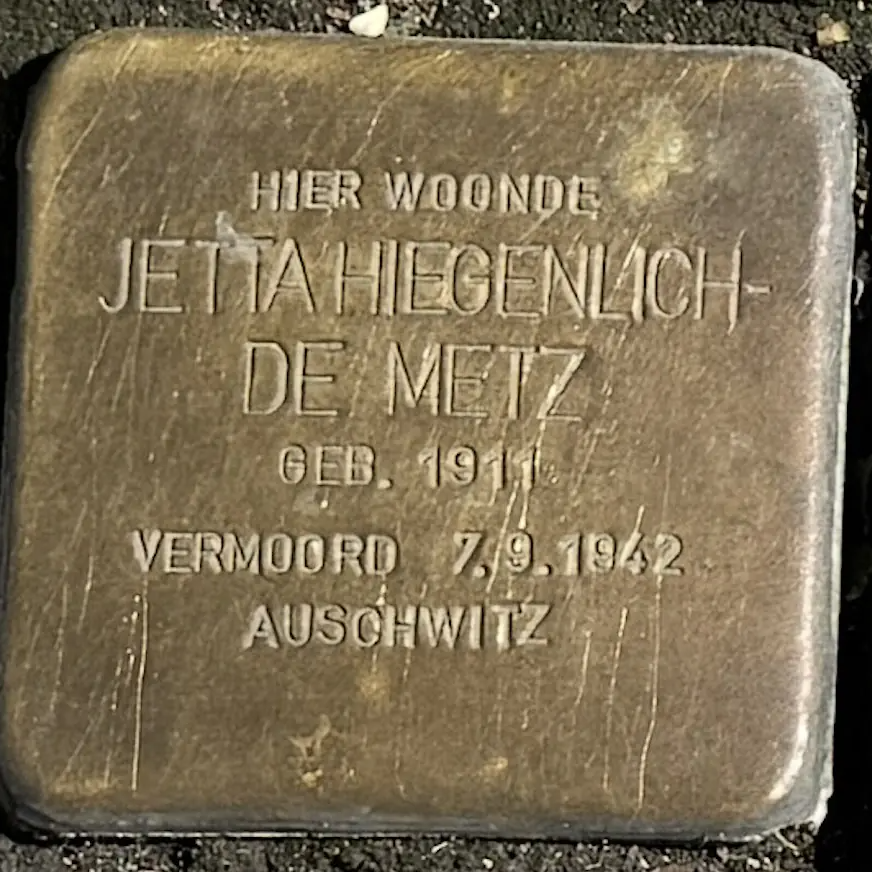 HIER WOONDE
JETTA HIEGENLICH-
DE METZ
GEB. 1911
VERMOORD 7.9.1942
AUSCHWITZ